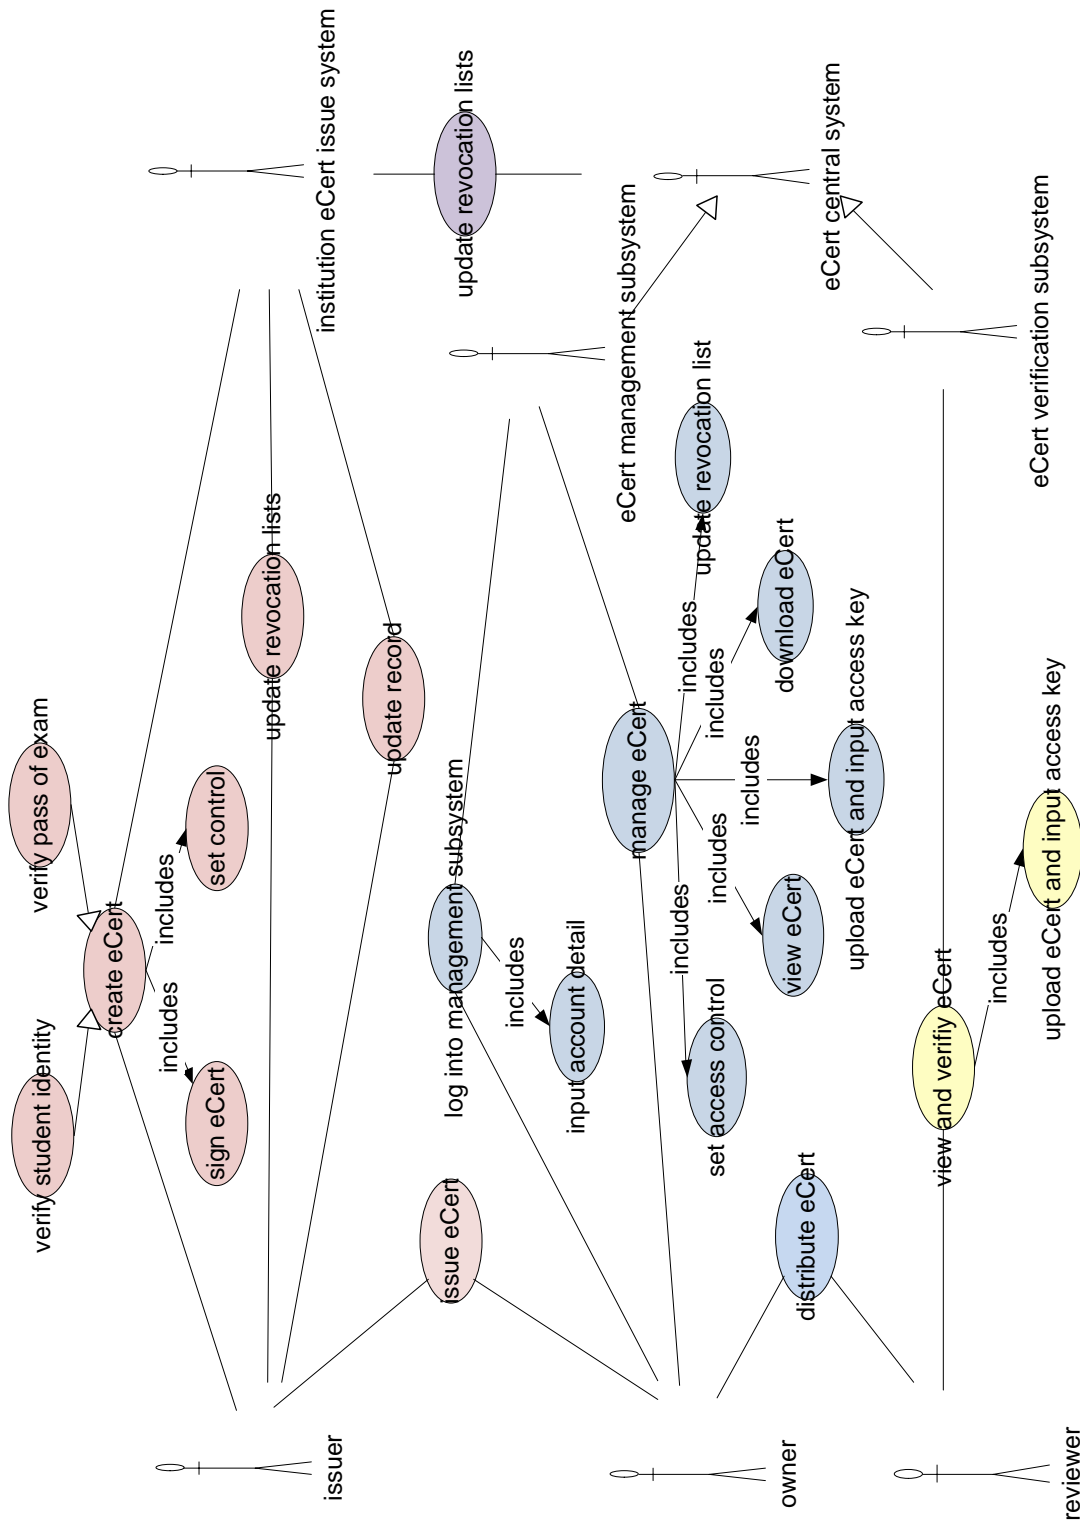 verify student identity
verify pass of exam
create eCert
includes
includes
sign eCert
set control
update revocation lists
institution eCert issue system
issuer
update record
issue eCert
log into management subsystem
update revocation lists
includes
input account detail
eCert management subsystem
manage eCert
includes
includes
includes
includes
includes
set access control
update revocation list
owner
view eCert
download eCert
distribute eCert
upload eCert and input access key
eCert central system
view and verifiy eCert
includes
eCert verification subsystem
upload eCert and input access key
reviewer